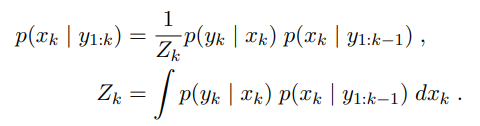 p(x_k | y_{1:k}) = \frac{1}{Z_k} p(y_k | x_k) p(x_k | y_{1:k−1}) ,
Z_k = ∫ p(y_k | x_k) p(x_k | y_{1:k−1}) dx_k .